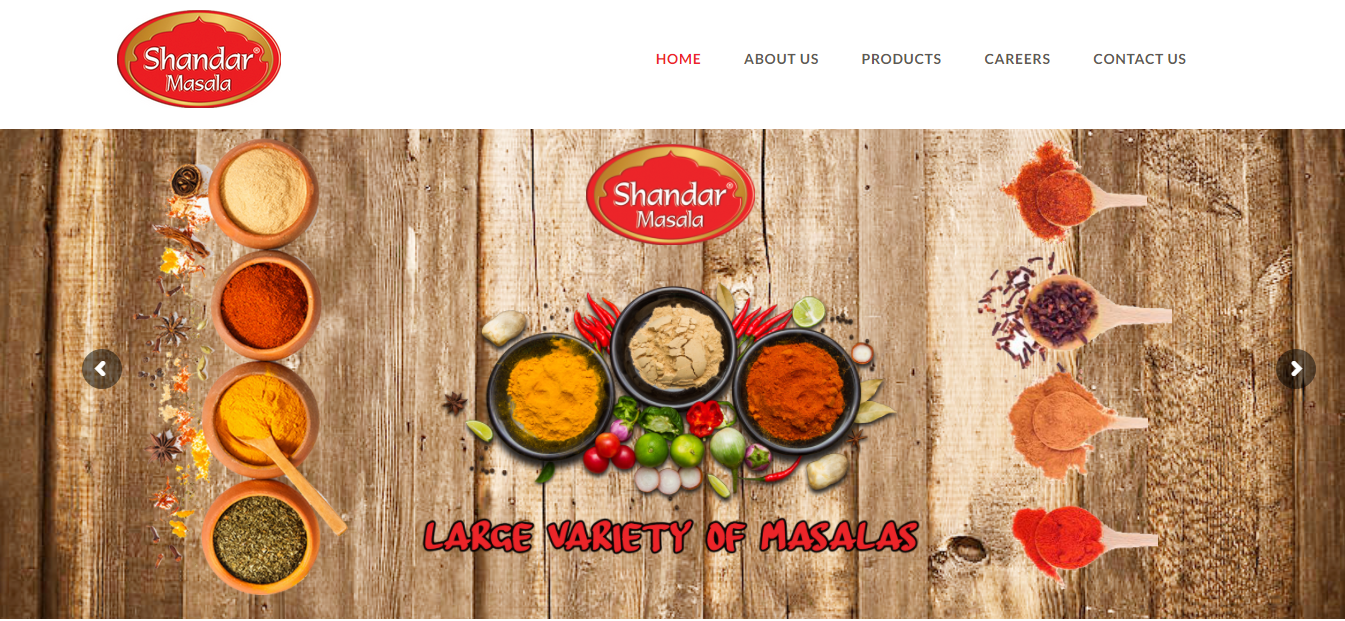 Shandar®
Masala
HOME
ABOUT US
PRODUCTS
CAREERS
CONTACT US
Shandar®
Masala
LARGE VARIETY OF MASALAS